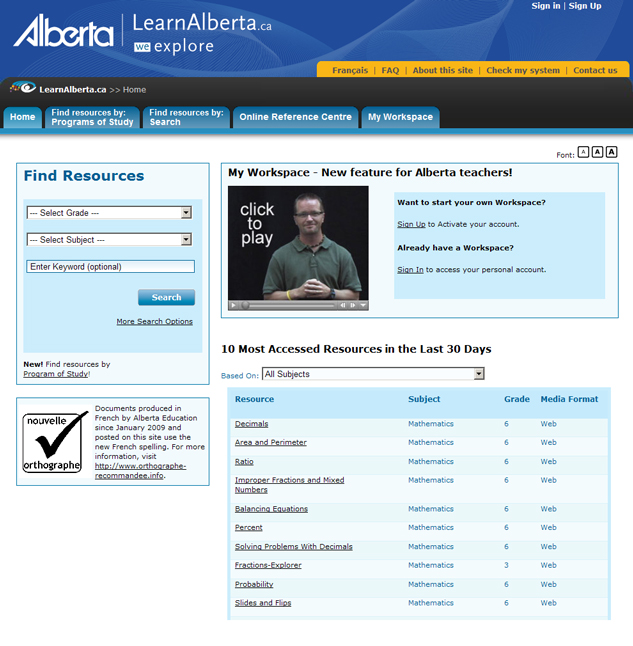 Sign in | Sign Up
Alberta
LearnAlberta.ca
we explore
Français | FAQ | About this site | Check my system | Contact us
LearnAlberta.ca >> Home
Home
Find resources by:
Programs of Study
Find resources by:
Search
Online Reference Centre
My Workspace
Font: A A A
Find Resources
--- Select Grade ---
--- Select Subject ---
Enter Keyword (optional)
Search
More Search Options
New! Find resources by
Program of Study!
nouvelle
orthographe
Documents produced in
French by Alberta Education
since January 2009 and
posted on this site use the
new French spelling. For more
information, visit
http://www.orthographe-
recommandee.info.
My Workspace - New feature for Alberta teachers!
click
to
play
Want to start your own Workspace?
Sign Up to Activate your account.
Already have a Workspace?
Sign In to access your personal account.
10 Most Accessed Resources in the Last 30 Days
Based On: All Subjects
Resource Subject Grade Media Format
Decimals Mathematics 6 Web
Area and Perimeter Mathematics 6 Web
Ratio Mathematics 6 Web
Improper Fractions and Mixed
Numbers Mathematics 6 Web
Balancing Equations Mathematics 6 Web
Percent Mathematics 6 Web
Solving Problems With Decimals Mathematics 6 Web
Fractions-Explorer Mathematics 3 Web
Probability Mathematics 6 Web
Slides and Flips Mathematics 6 Web